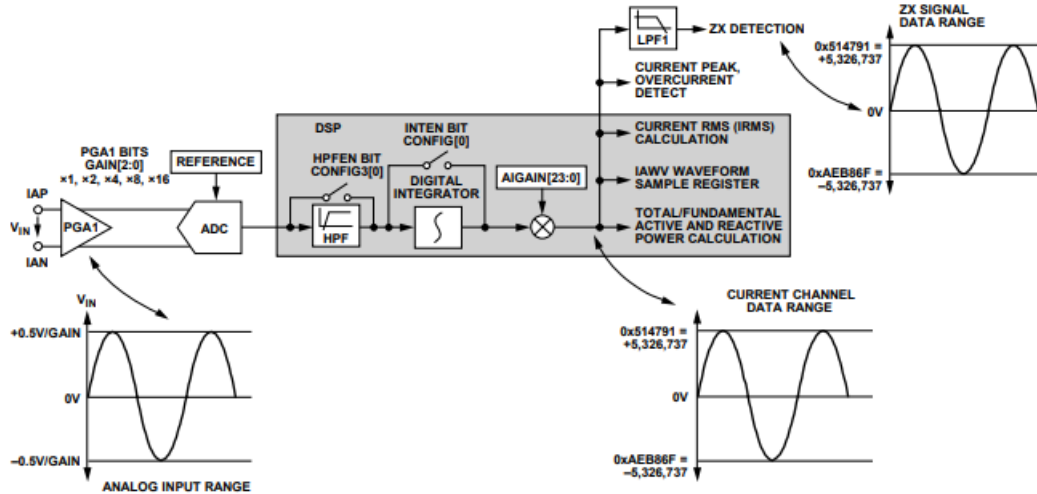 ZX SIGNAL
DATA RANGE
LPF1
ZX DETECTION
0x514791 =
+5,326,737
0V
0xAEB86F =
–5,326,737
CURRENT PEAK,
OVERCURRENT
DETECT
DSP
INTEN BIT
CONFIG[0]
PGA1 BITS
GAIN[2:0]
×1, ×2, ×4, ×8, ×16
REFERENCE
HPFEN BIT
CONFIG3[0]
DIGITAL
INTEGRATOR
AIGAIN[23:0]
CURRENT RMS (IRMS)
CALCULATION
IAWV WAVEFORM
SAMPLE REGISTER
TOTAL/FUNDAMENTAL
ACTIVE AND REACTIVE
POWER CALCULATION
IAP
VIN
IAN
PGA1
ADC
HPF
VIN
+0.5V/GAIN
0V
–0.5V/GAIN
ANALOG INPUT RANGE
CURRENT CHANNEL
DATA RANGE
0x514791 =
+5,326,737
0V
0xAEB86F =
–5,326,737